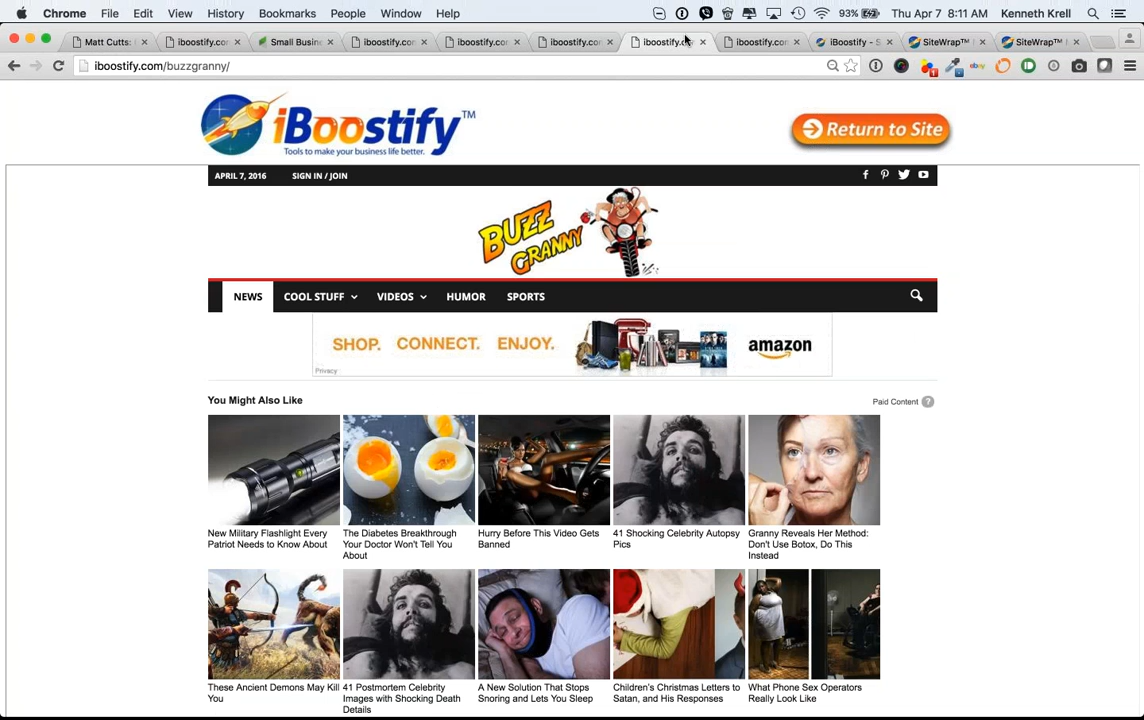 Chrome File Edit View History Bookmarks People Window Help 93% Thu Apr 7 8:11 AM Kenneth Krell
Matt Cutts: iboostify.com Small Busin iboostify.com iboostify.com iboostify.com iboostify.co iboostify.com iBoostify - S SiteWrap™ SiteWrap™
iboostify.com/buzzgranny/
iBoostify™
Tools to make your business life better.
Return to Site
APRIL 7, 2016 SIGN IN / JOIN
BUZZ
GRANNY
NEWS COOL STUFF VIDEOS HUMOR SPORTS
SHOP. CONNECT. ENJOY. amazon
Privacy
You Might Also Like Paid Content ?
New Military Flashlight Every
Patriot Needs to Know About
The Diabetes Breakthrough
Your Doctor Won't Tell You
About
Hurry Before This Video Gets
Banned
41 Shocking Celebrity Autopsy
Pics
Granny Reveals Her Method:
Don't Use Botox, Do This
Instead
These Ancient Demons May Kill
You
41 Postmortem Celebrity
Images with Shocking Death
Details
A New Solution That Stops
Snoring and Lets You Sleep
Children's Christmas Letters to
Satan, and His Responses
What Phone Sex Operators
Really Look Like